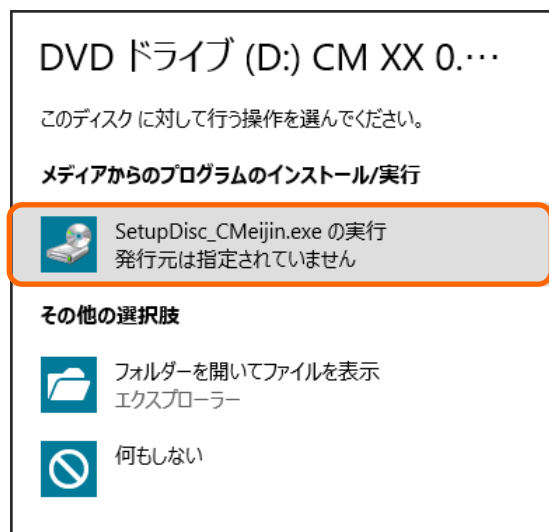 DVD ドライブ (D:) CM XX 0.…
このディスク に対して行う操作を選んでください。
メディアからのプログラムのインストール/実行
SetupDisc_CMeijin.exe の実行
発行元は指定されていません
その他の選択肢
フォルダーを開いてファイルを表示
エクスプローラー
何もしない